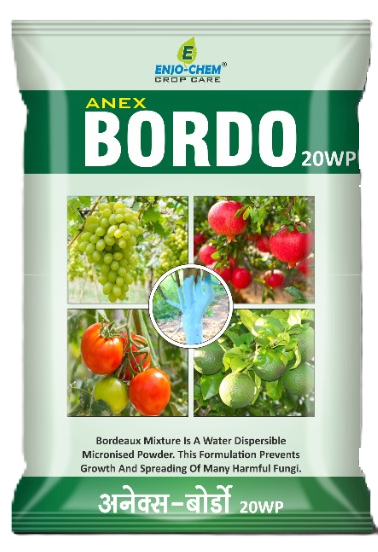 E
ENJO-CHEM®
CROP CARE
ANEX
BORDO 20WP
Bordeaux Mixture Is A Water Dispersible
Micronised Powder. This Formulation Prevents
Growth And Spreading Of Many Harmful Fungi.
अनेक्स-बोर्डो 20WP